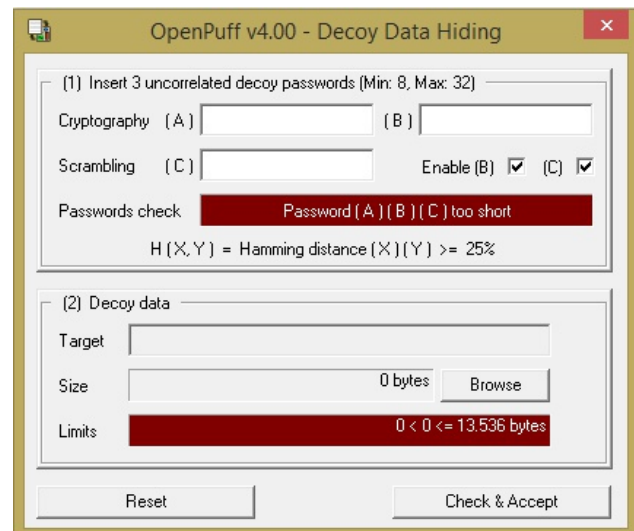 OpenPuff v4.00 - Decoy Data Hiding
(1) Insert 3 uncorrelated decoy passwords (Min: 8, Max: 32)
Cryptography (A) (B)
Scrambling (C) Enable (B) (C)
Passwords check Password (A) (B) (C) too short
H (X,Y) = Hamming distance (X) (Y) >= 25%
(2) Decoy data
Target
Size 0 bytes Browse
Limits 0 < 0 <= 13.536 bytes
Reset Check & Accept